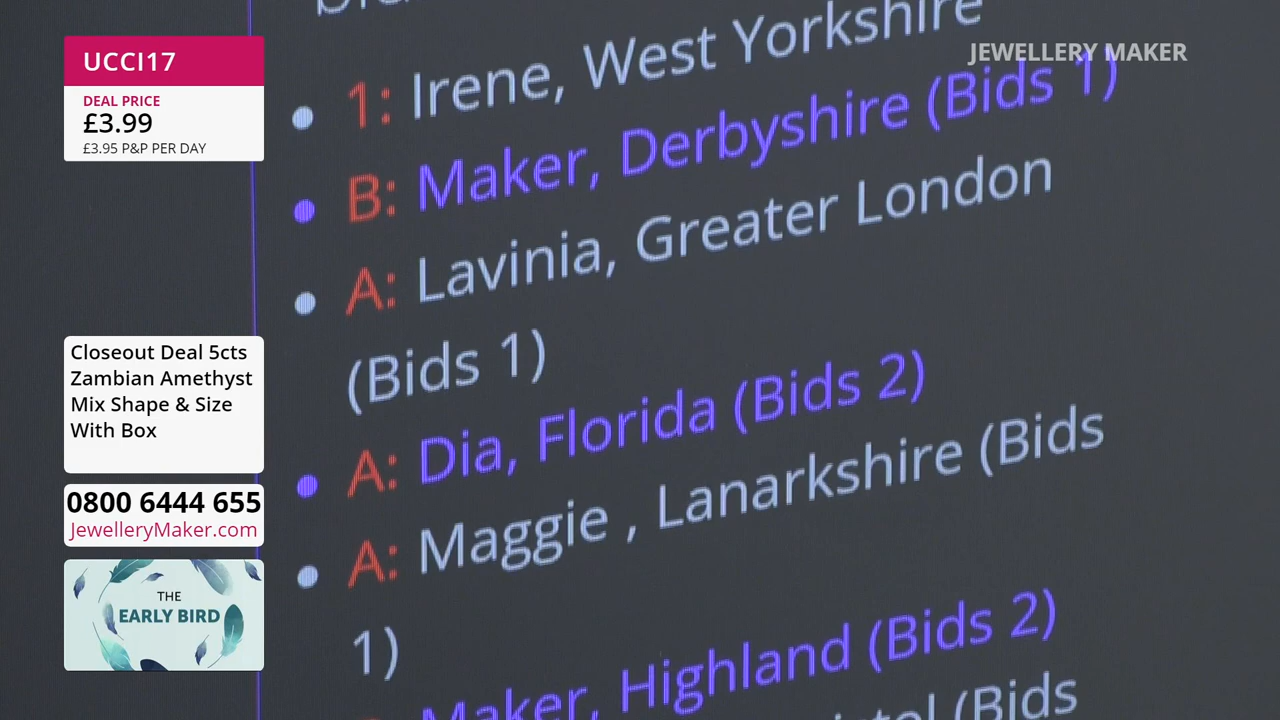 UCCI17
DEAL PRICE
£3.99
£3.95 P&P PER DAY
Closeout Deal 5cts
Zambian Amethyst
Mix Shape & Size
With Box
0800 6444 655
JewelleryMaker.com
THE
EARLY BIRD
JEWELLERY MAKER
1: Irene, West Yorkshire
B: Maker, Derbyshire (Bids 1)
A: Lavinia, Greater London
(Bids 1)
A: Dia, Florida (Bids 2)
A: Maggie , Lanarkshire (Bids
1)
Maker, Highland (Bids 2)
(Bids